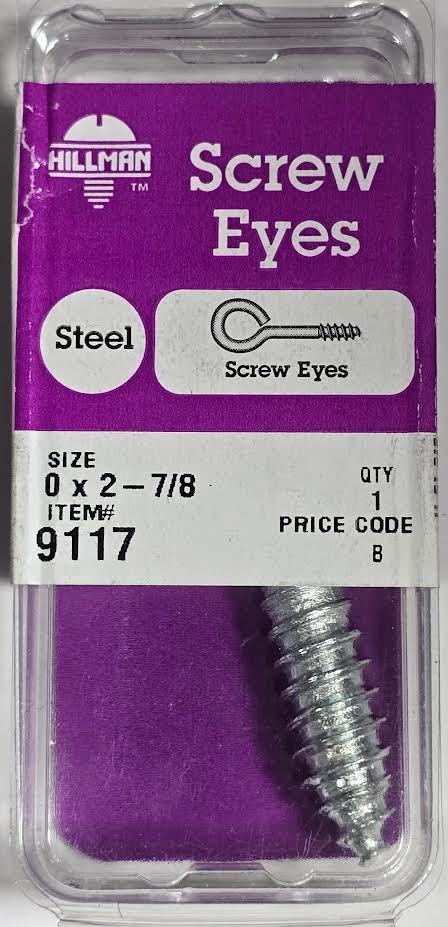 HILLMAN
TM
Screw
Eyes
Steel
Screw Eyes
SIZE
0 x 2 – 7/8
ITEM#
9117
QTY
1
PRICE CODE
B